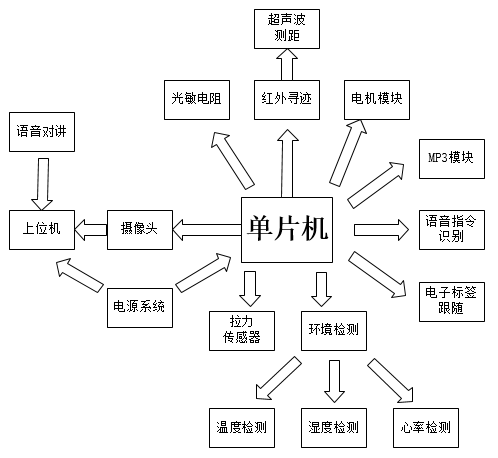 超声波
测距
光敏电阻
红外寻迹
电机模块
语音对讲
MP3模块
上位机
摄像头
单片机
语音指令
识别
电源系统
电子标签
跟随
拉力
传感器
环境检测
温度检测
湿度检测
心率检测